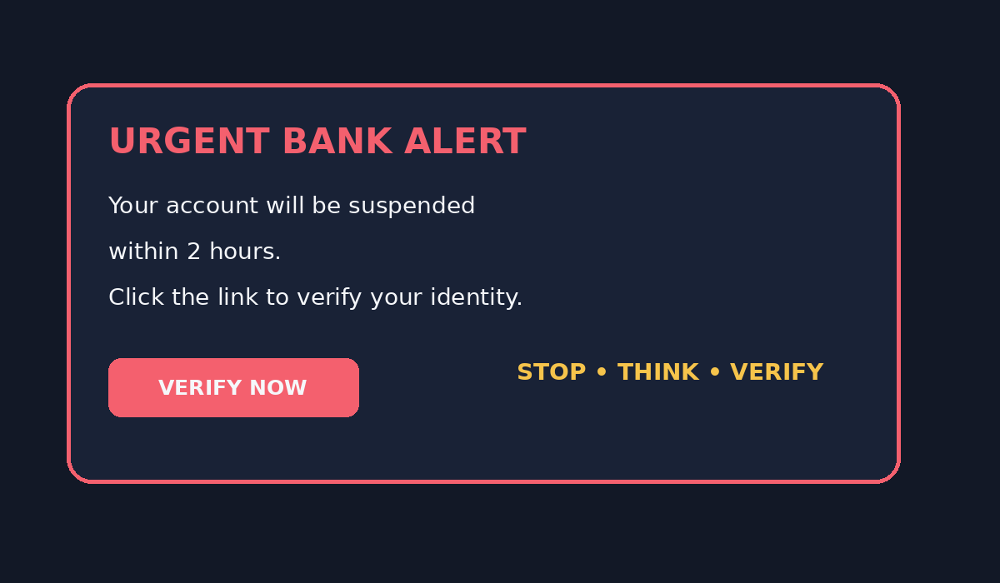 URGENT BANK ALERT
Your account will be suspended
within 2 hours.
Click the link to verify your identity.
VERIFY NOW
STOP • THINK • VERIFY